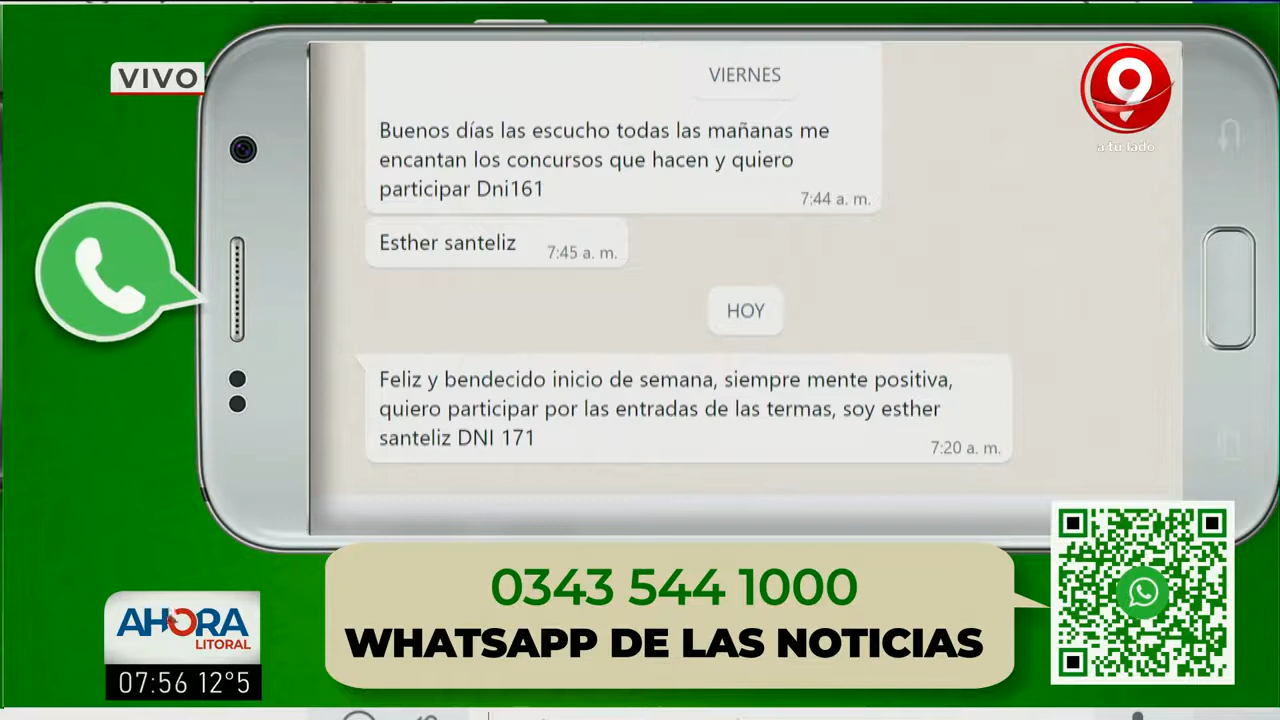 VIVO
9
a tu lado
VIERNES
Buenos días las escucho todas las mañanas me
encantan los concursos que hacen y quiero
participar Dni161
7:44 a. m.
Esther santeliz
7:45 a. m.
HOY
Feliz y bendecido inicio de semana, siempre mente positiva,
quiero participar por las entradas de las termas, soy esther
santeliz DNI 171
7:20 a. m.
0343 544 1000
WHATSAPP DE LAS NOTICIAS
AHORA
LITORAL
07:56 12°5